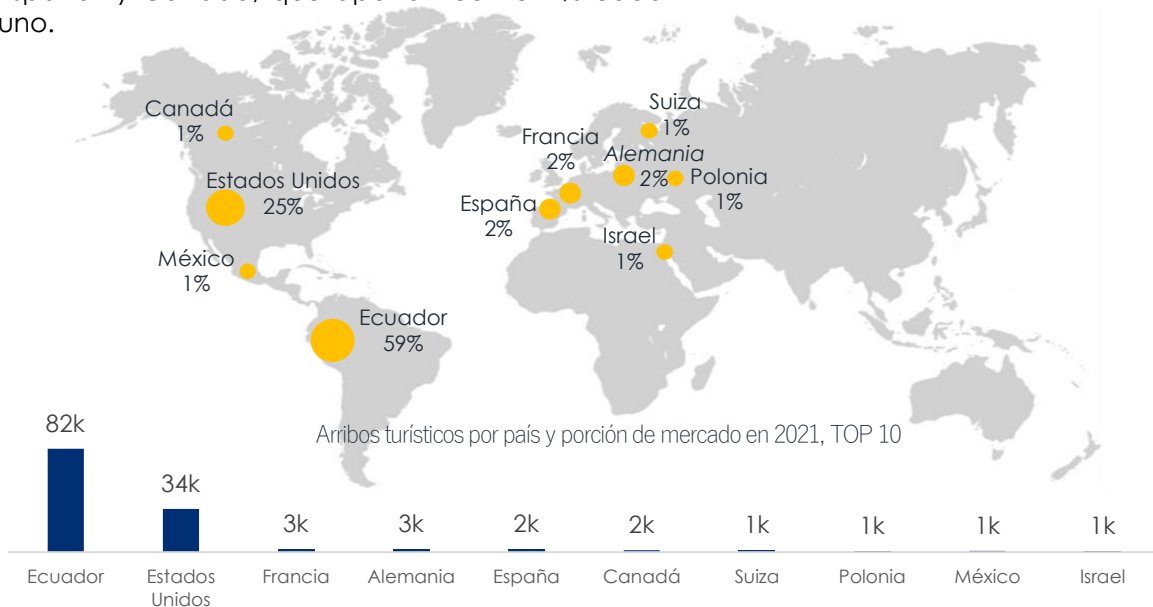 uno.
Canadá
1%
Suiza
1%
Francia
2%
Alemania
2%
Polonia
1%
Estados Unidos
25%
España
2%
Israel
1%
México
1%
Ecuador
59%
Arribos turísticos por país y porción de mercado en 2021, TOP 10
82k
34k
3k
3k
2k
2k
1k
1k
1k
1k
Ecuador
Estados
Unidos
Francia
Alemania
España
Canadá
Suiza
Polonia
México
Israel